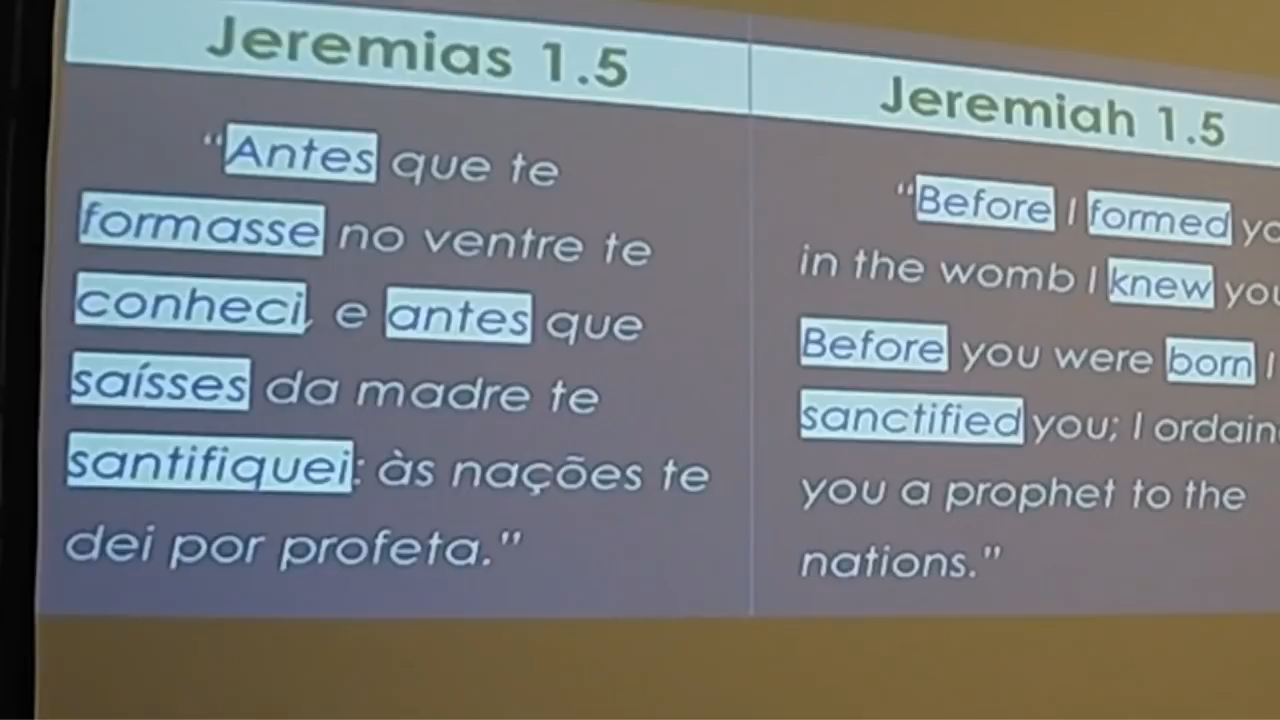 Jeremias 1.5
"Antes que te
formasse no ventre te
conheci, e antes que
saísses da madre te
santifiquei: às nações te
dei por profeta."
Jeremiah 1.5
"Before I formed
in the womb I knew
Before you were born I
sanctified you; I
you a prophet to the
nations."